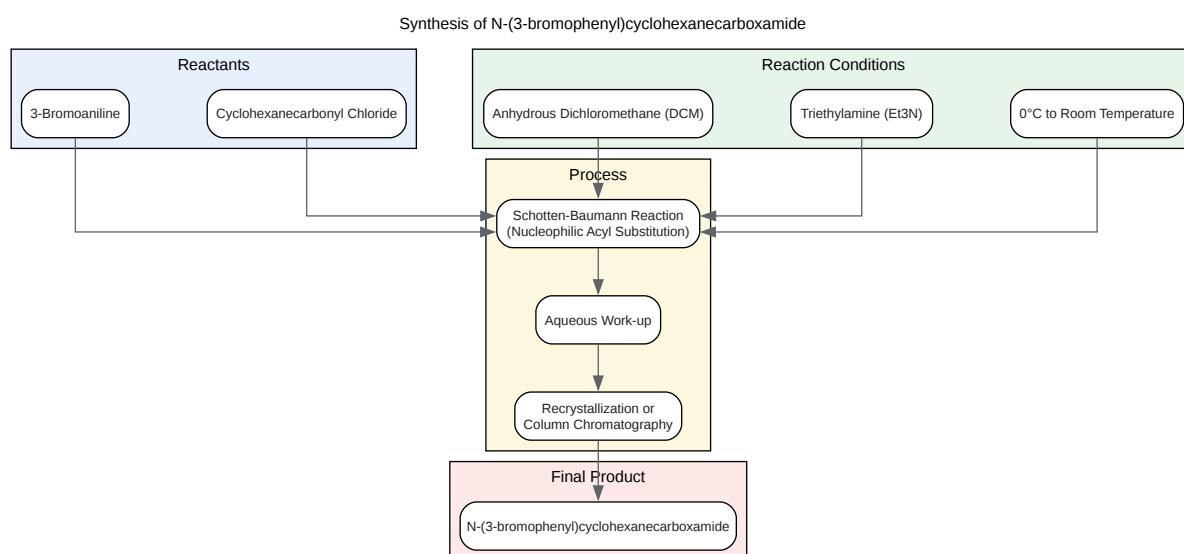 Synthesis of N-(3-bromophenyl)cyclohexanecarboxamide
Reactants
Reaction Conditions
3-Bromoaniline
Cyclohexanecarbonyl Chloride
Anhydrous Dichloromethane (DCM)
Triethylamine (Et3N)
0°C to Room Temperature
Process
Schotten-Baumann Reaction
(Nucleophilic Acyl Substitution)
Aqueous Work-up
Recrystallization or
Column Chromatography
Final Product
N-(3-bromophenyl)cyclohexanecarboxamide